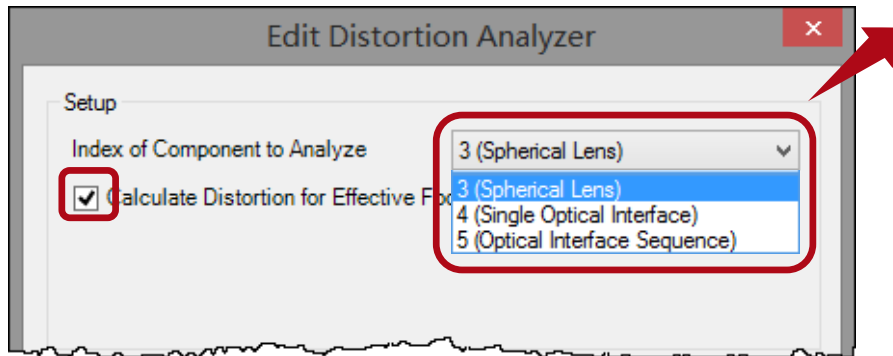 Edit Distortion Analyzer
Setup
Index of Component to Analyze
3 (Spherical Lens)
Calculate Distortion for Effective
3 (Spherical Lens)
4 (Single Optical Interface)
5 (Optical Interface Sequence)